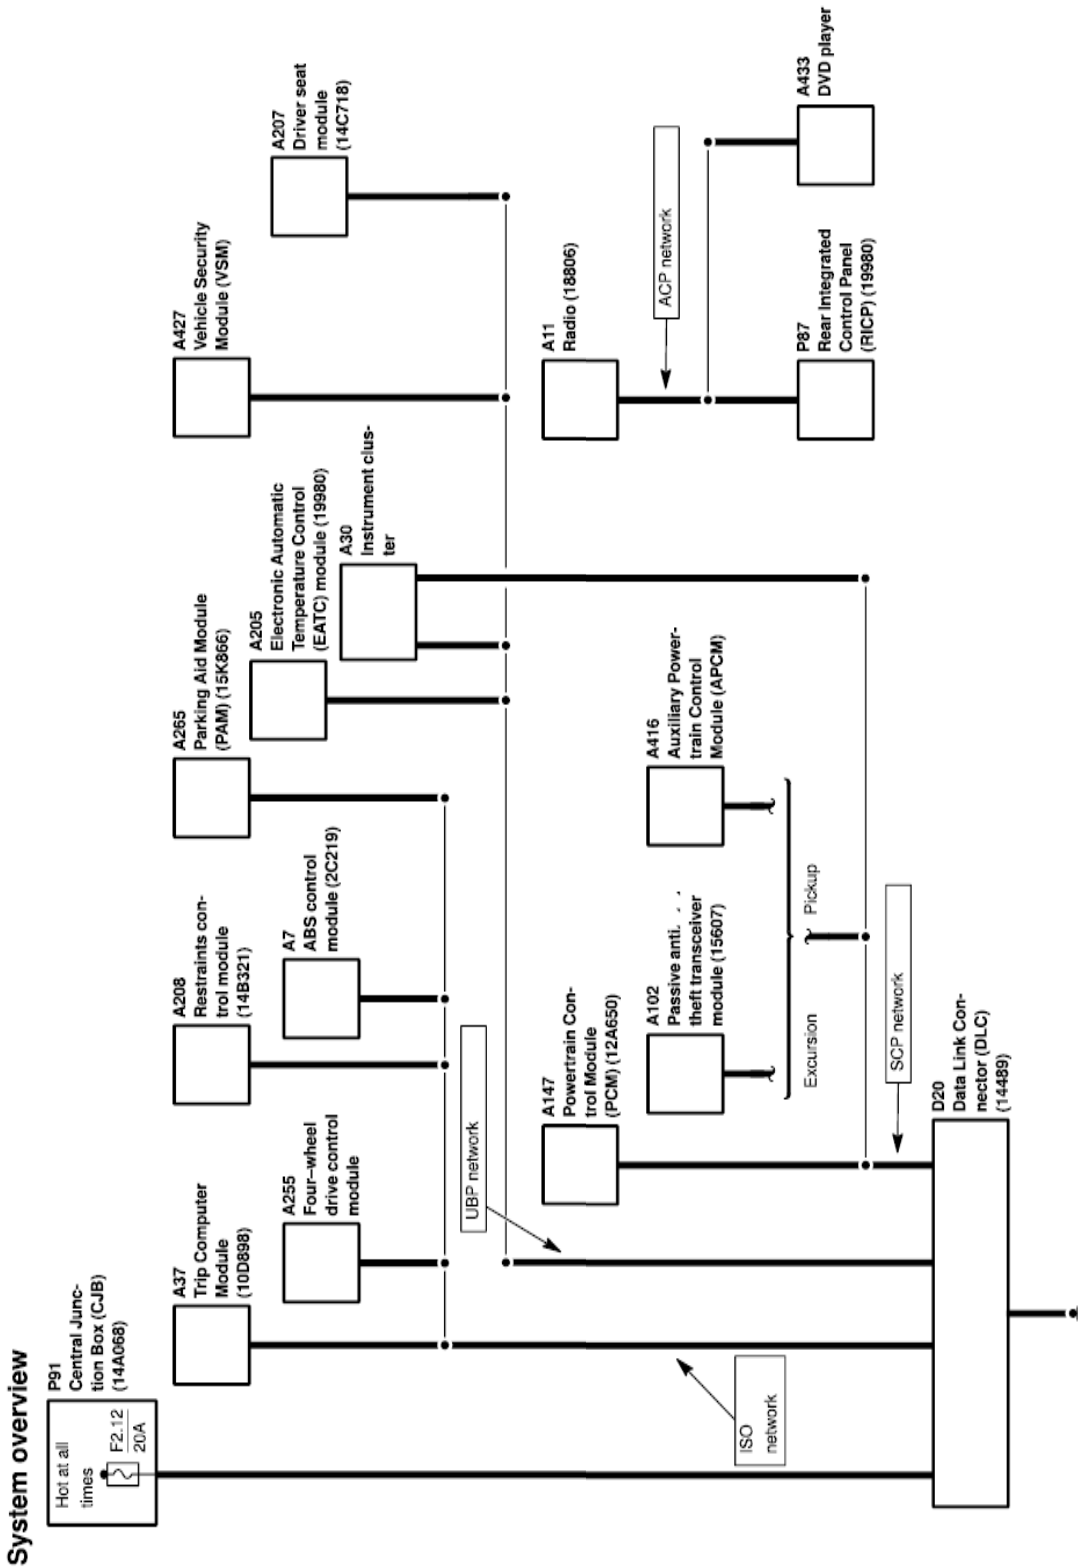 System overview
P91
Central Junc-
tion Box (CJB)
(14A068)
Hot at all
times
F2.12
20A
A37
Trip Computer
Module
(10D898)
A255
Four–wheel
drive control
module
A208
Restraints con-
trol module
(14B321)
A7
ABS control
module (2C219)
A265
Parking Aid Module
(PAM) (15K866)
A205
Electronic Automatic
Temperature Control
(EATC) module (19980)
A30
Instrument clus-
ter
A427
Vehicle Security
Module (VSM)
A207
Driver seat
module
(14C718)
UBP network
A147
Powertrain Con-
trol Module
(PCM) (12A650)
A102
Passive anti. . .
theft transceiver
module (15607)
A416
Auxiliary Power-
train Control
Module (APCM)
A11
Radio (18806)
ACP network
P87
Rear Integrated
Control Panel
(RICP) (19980)
A433
DVD player
Excursion
Pickup
ISO
network
SCP network
D20
Data Link Con-
nector (DLC)
(14489)